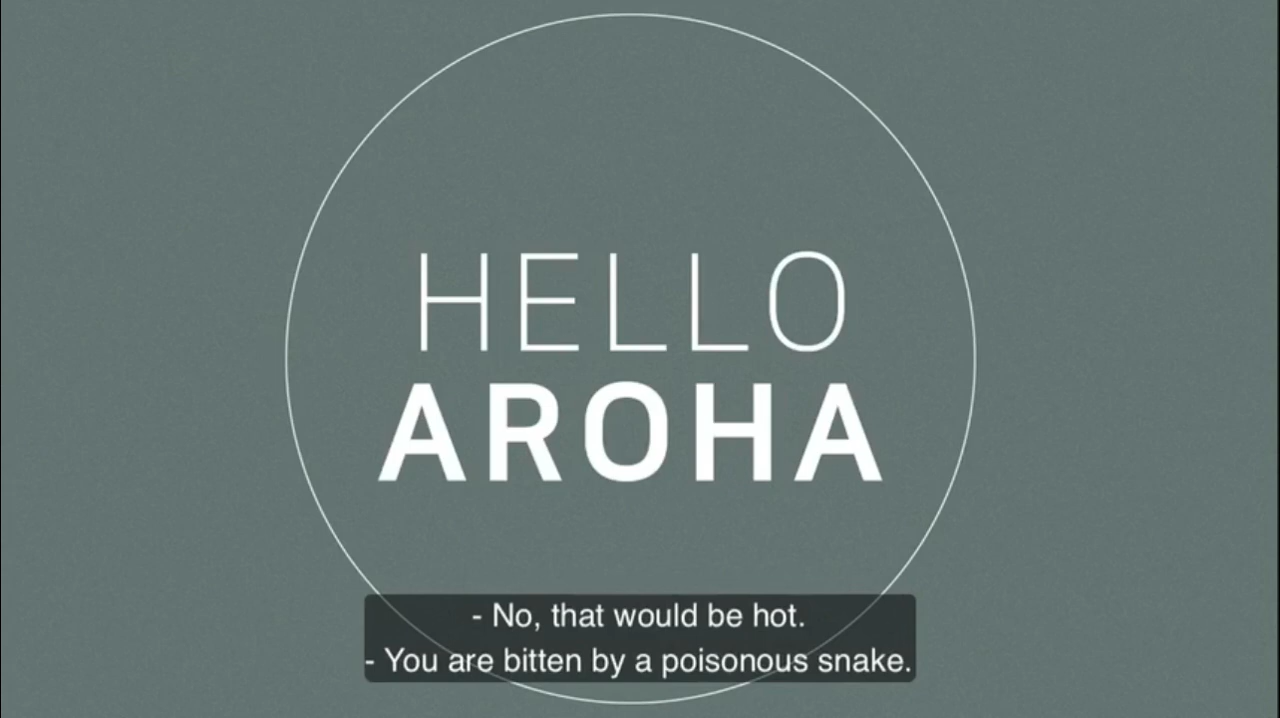 HELLO
AROHA
- No, that would be hot.
- You are bitten by a poisonous snake.